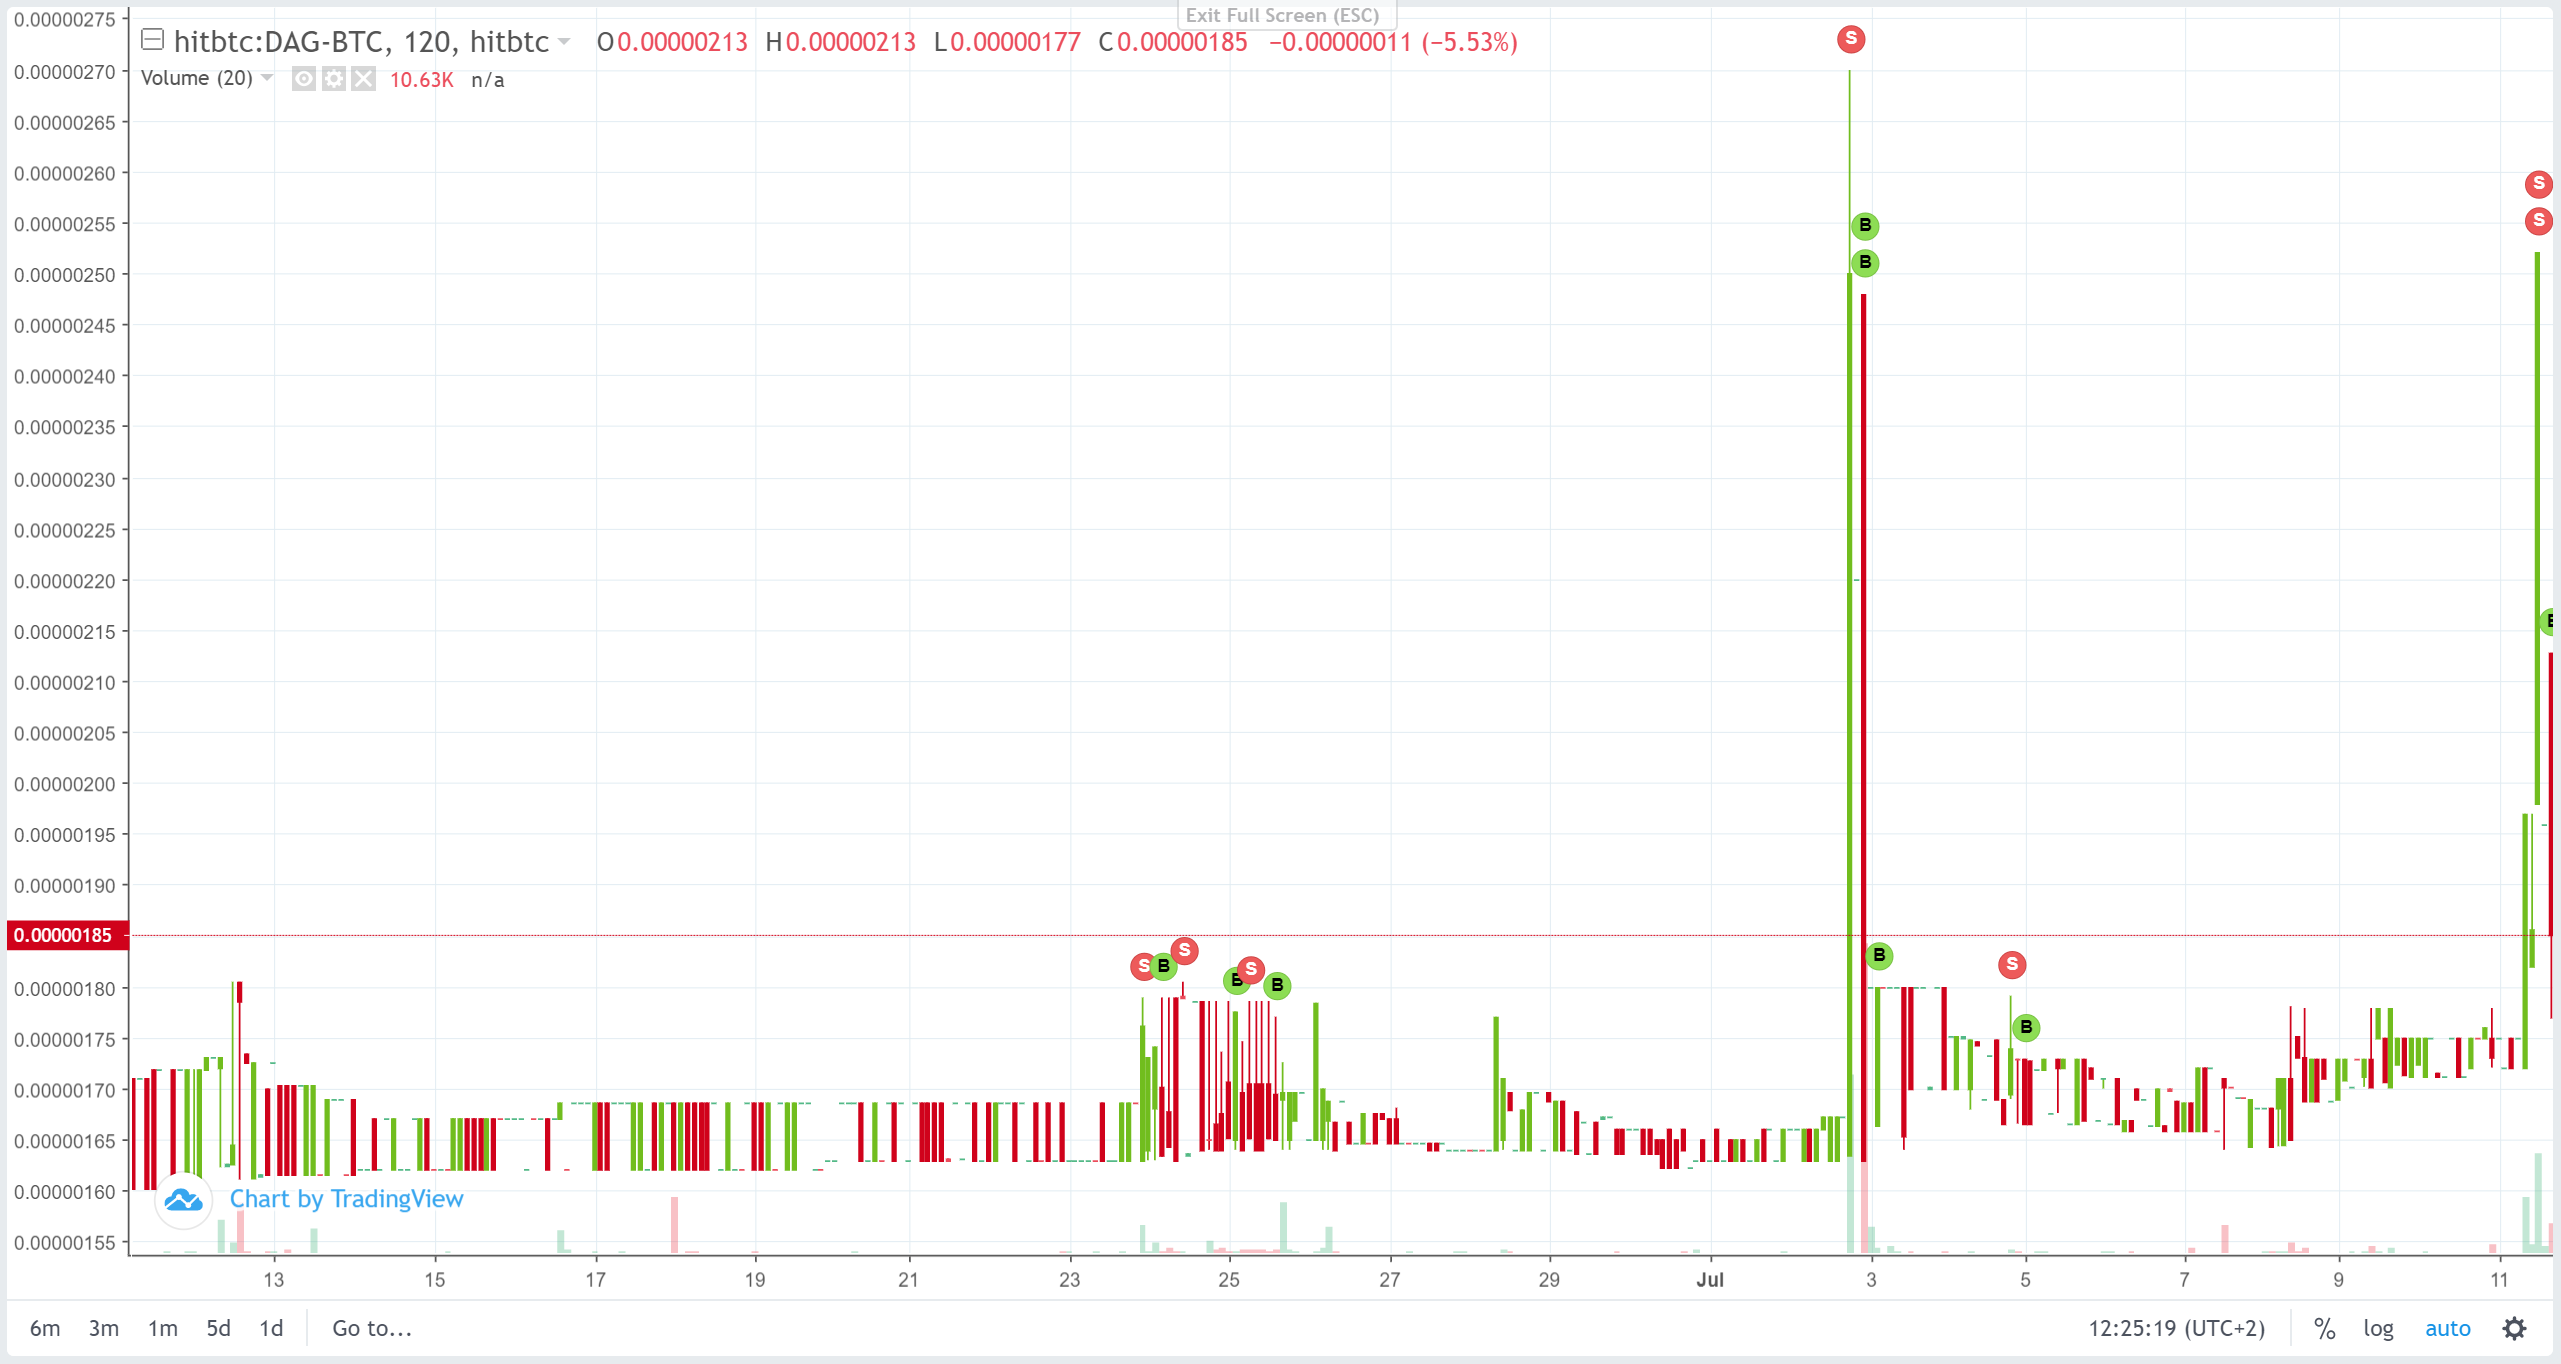 Exit Full Screen (ESC)
hitbtc:DAG-BTC, 120, hitbtc O0.00000213 H0.00000213 L0.00000177 C0.00000185 −0.00000011 (−5.53%)
Volume (20) 10.63K n/a
0.00000275
0.00000270
0.00000265
0.00000260
0.00000255
0.00000250
0.00000245
0.00000240
0.00000235
0.00000230
0.00000225
0.00000220
0.00000215
0.00000210
0.00000205
0.00000200
0.00000195
0.00000190
0.00000185
0.00000180
0.00000175
0.00000170
0.00000165
0.00000160
0.00000155
S
S
S
B
B
B
S B S
B S B
B
S
B
Chart by TradingView
13 15 17 19 21 23 25 27 29 Jul 3 5 7 9 11
6m 3m 1m 5d 1d Go to... 12:25:19 (UTC+2) % log auto